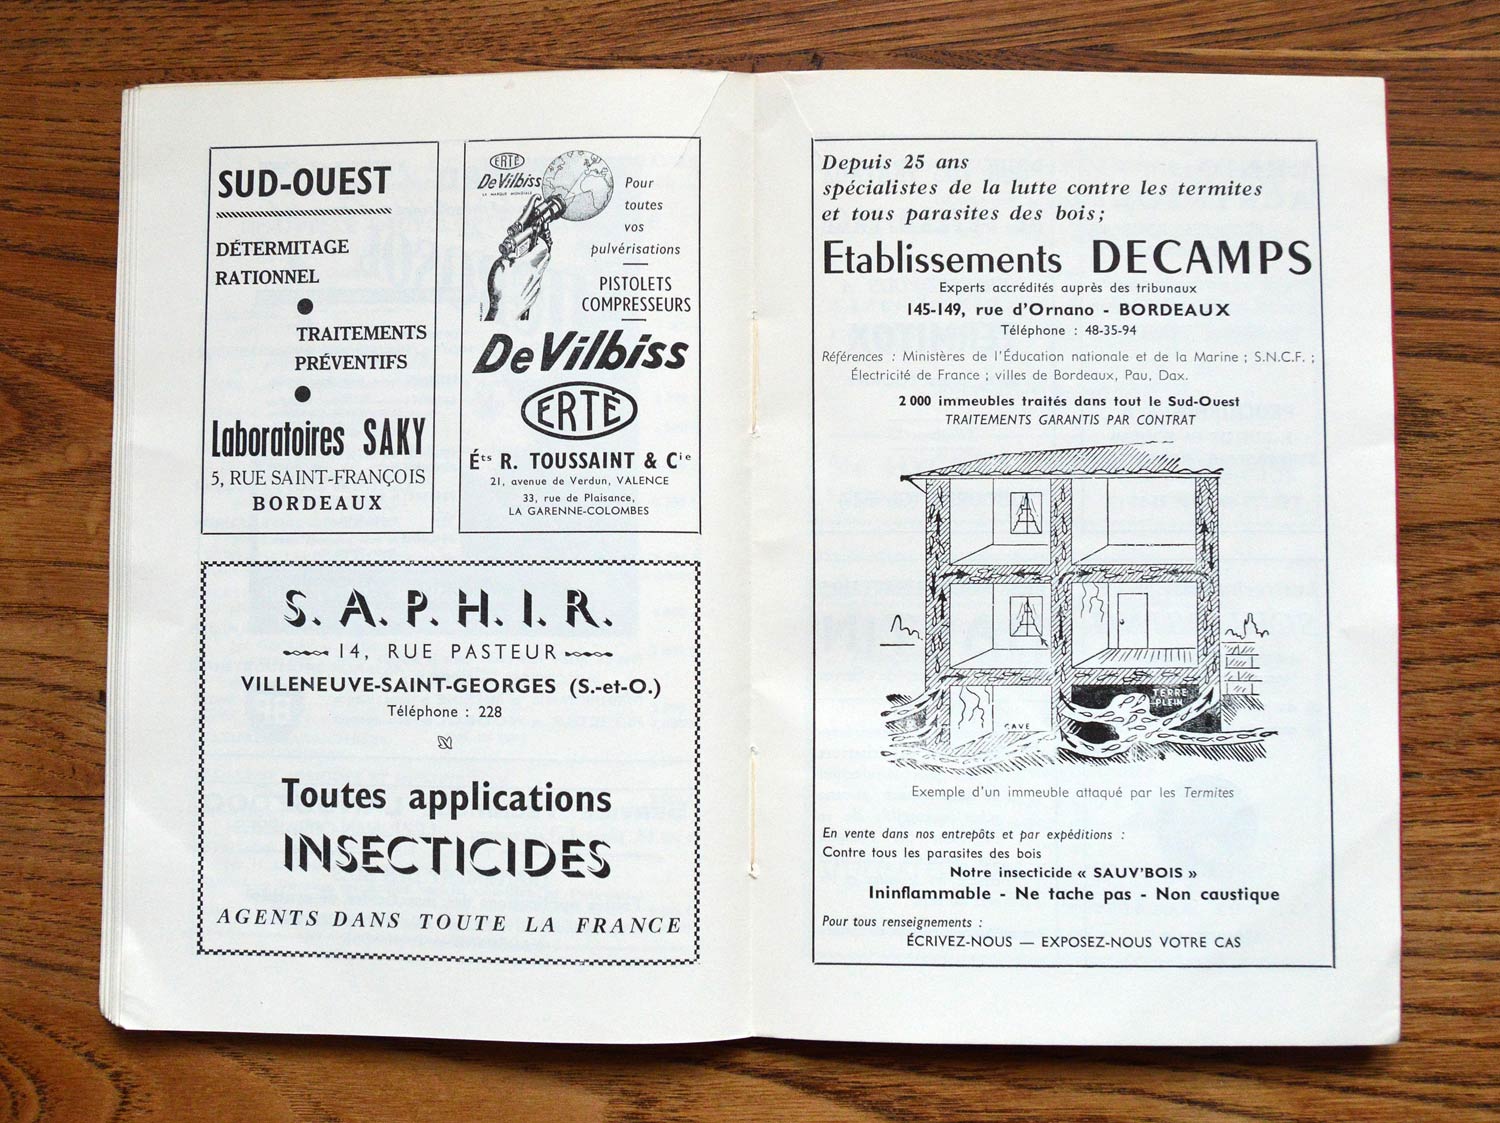 SUD-OUEST
DÉTERMITAGE
RATIONNEL
TRAITEMENTS
PRÉVENTIFS
Laboratoires SAKY
5, RUE SAINT-FRANÇOIS
BORDEAUX
ERTÉ
DeVilbiss
LA MARQUE MONDIALE
Pour
toutes
vos
pulvérisations
PISTOLETS
COMPRESSEURS
DeVilbiss
ERTÉ
Éts R. TOUSSAINT & Cie
21, avenue de Verdun, VALENCE
33, rue de Plaisance,
LA GARENNE-COLOMBES
S. A. P. H. I. R.
14, RUE PASTEUR
VILLENEUVE-SAINT-GEORGES (S.-et-O.)
Téléphone : 228
Toutes applications
INSECTICIDES
AGENTS DANS TOUTE LA FRANCE
Depuis 25 ans
spécialistes de la lutte contre les termites
et tous parasites des bois;
Etablissements DECAMPS
Experts accrédités auprès des tribunaux
145-149, rue d'Ornano - BORDEAUX
Téléphone : 48-35-94
Références : Ministères de l'Éducation nationale et de la Marine ; S.N.C.F. ;
Électricité de France ; villes de Bordeaux, Pau, Dax.
2 000 immeubles traités dans tout le Sud-Ouest
TRAITEMENTS GARANTIS PAR CONTRAT
TERRE
PLEIN
CAVE
Exemple d'un immeuble attaqué par les Termites
En vente dans nos entrepôts et par expéditions :
Contre tous les parasites des bois
Notre insecticide « SAUV'BOIS »
Ininflammable - Ne tache pas - Non caustique
Pour tous renseignements :
ÉCRIVEZ-NOUS — EXPOSEZ-NOUS VOTRE CAS